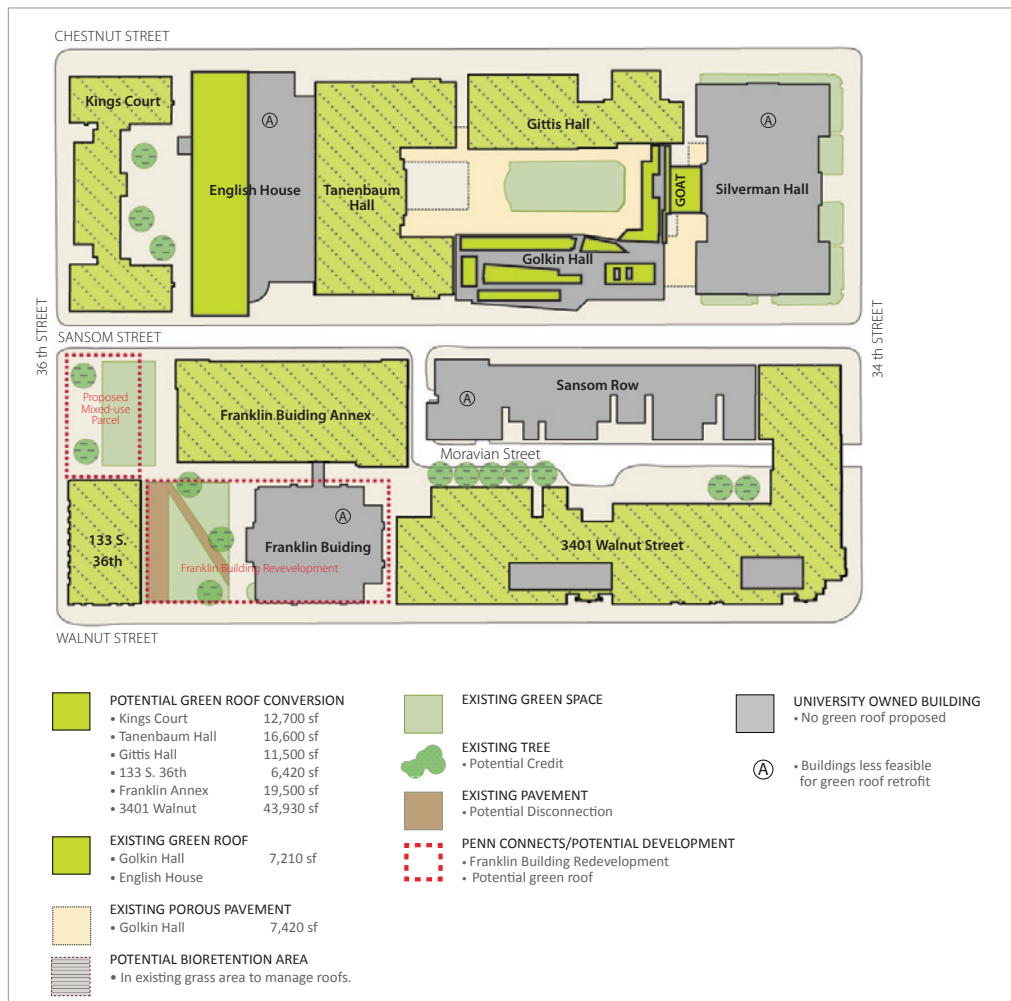 CHESTNUT STREET
Kings Court
Ⓐ
English House
Tanenbaum
Hall
Gittis Hall
GOAT
Ⓐ
Silverman Hall
Golkin Hall
36 th STREET
34 th STREET
SANSOM STREET
Proposed
Mixed-use
Parcel
Franklin Buiding Annex
Ⓐ
Sansom Row
Moravian Street
133 S.
36th
Ⓐ
Franklin Buiding
Franklin Building Revevelopment
3401 Walnut Street
WALNUT STREET
POTENTIAL GREEN ROOF CONVERSION
• Kings Court 12,700 sf
• Tanenbaum Hall 16,600 sf
• Gittis Hall 11,500 sf
• 133 S. 36th 6,420 sf
• Franklin Annex 19,500 sf
• 3401 Walnut 43,930 sf
EXISTING GREEN ROOF
• Golkin Hall 7,210 sf
• English House
EXISTING POROUS PAVEMENT
• Golkin Hall 7,420 sf
POTENTIAL BIORETENTION AREA
• In existing grass area to manage roofs.
EXISTING GREEN SPACE
EXISTING TREE
• Potential Credit
EXISTING PAVEMENT
• Potential Disconnection
PENN CONNECTS/POTENTIAL DEVELOPMENT
• Franklin Building Redevelopment
• Potential green roof
UNIVERSITY OWNED BUILDING
• No green roof proposed
Ⓐ • Buildings less feasible
for green roof retrofit